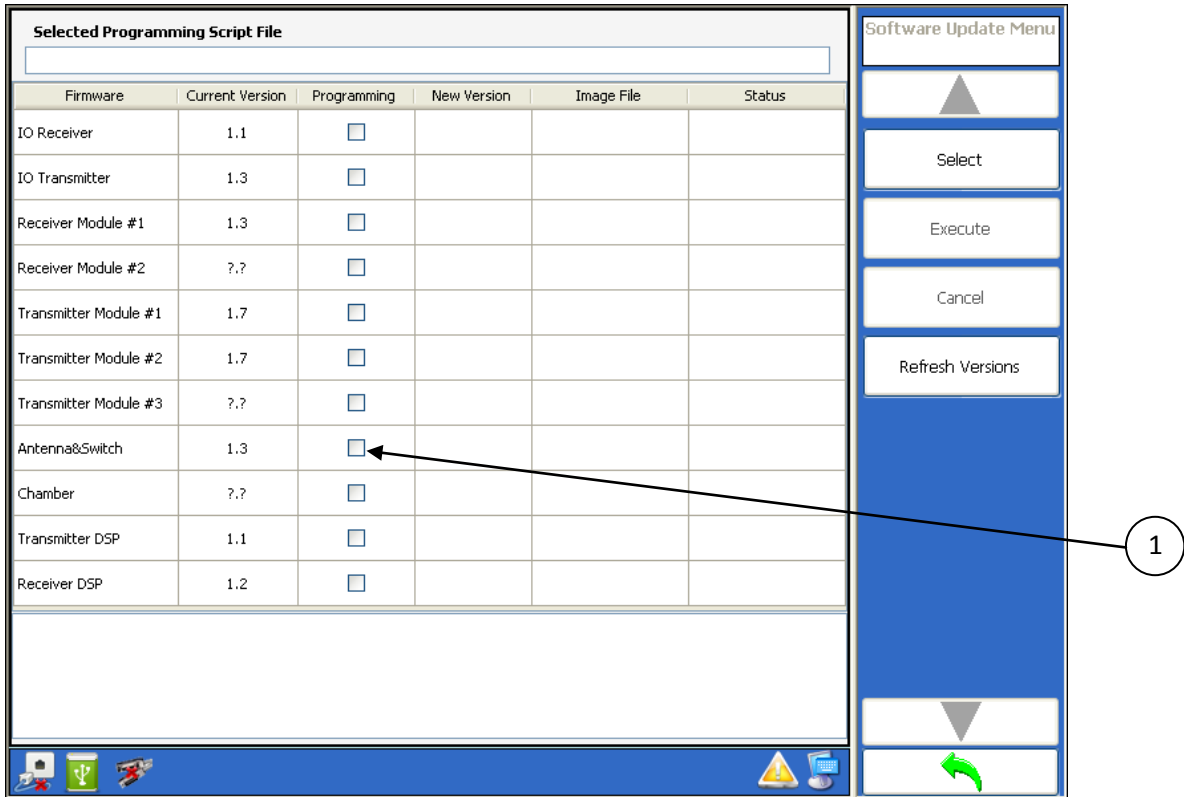 Selected Programming Script File
Software Update Menu
Firmware Current Version Programming New Version Image File Status
IO Receiver 1.1
IO Transmitter 1.3
Receiver Module #1 1.3
Receiver Module #2 ?.?
Transmitter Module #1 1.7
Transmitter Module #2 1.7
Transmitter Module #3 ?.?
Antenna&Switch 1.3
Chamber ?.?
Transmitter DSP 1.1
Receiver DSP 1.2
Select
Execute
Cancel
Refresh Versions
1